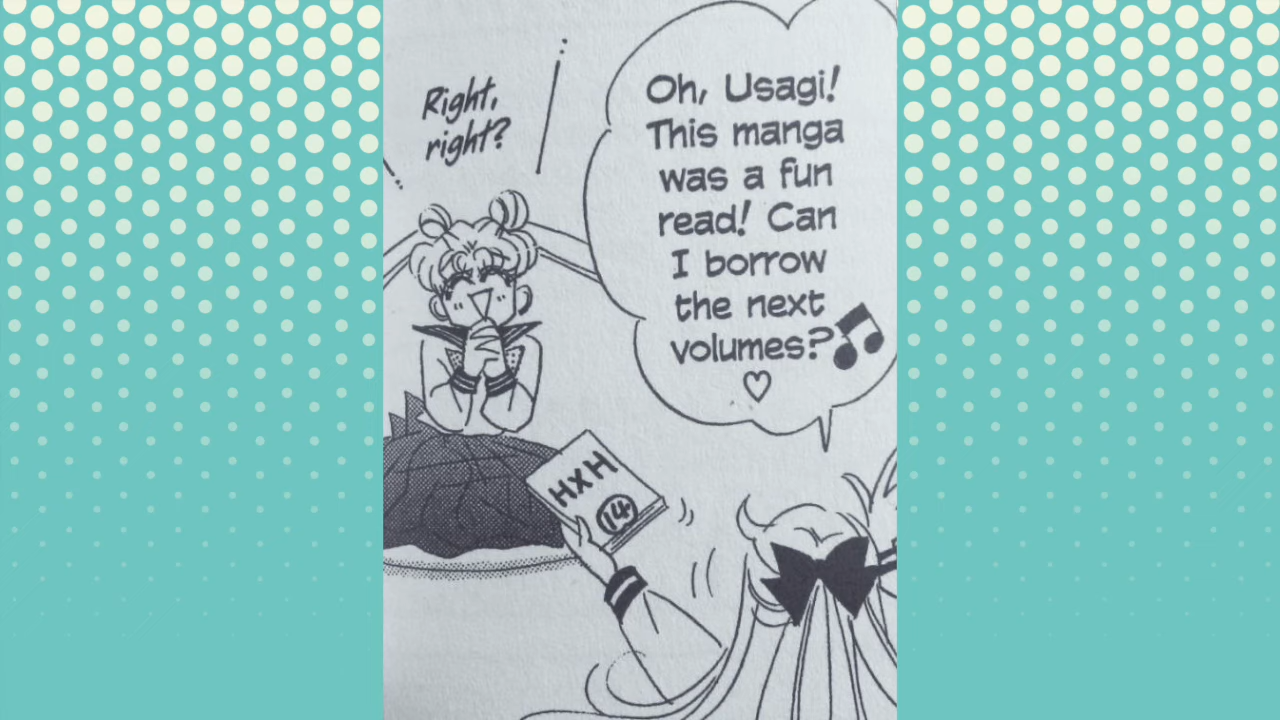 Right,
right?
Oh, Usagi!
This manga
was a fun
read! Can
I borrow
the next
volumes?
HXH
14